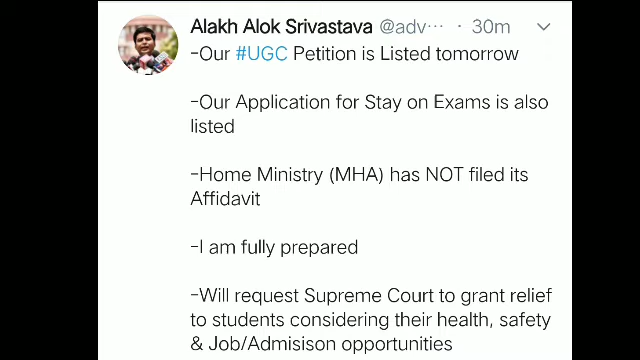 Alakh Alok Srivastava @adv... · 30m
-Our #UGC Petition is Listed tomorrow
-Our Application for Stay on Exams is also
listed
-Home Ministry (MHA) has NOT filed its
Affidavit
-I am fully prepared
-Will request Supreme Court to grant relief
to students considering their health, safety
& Job/Admisison opportunities